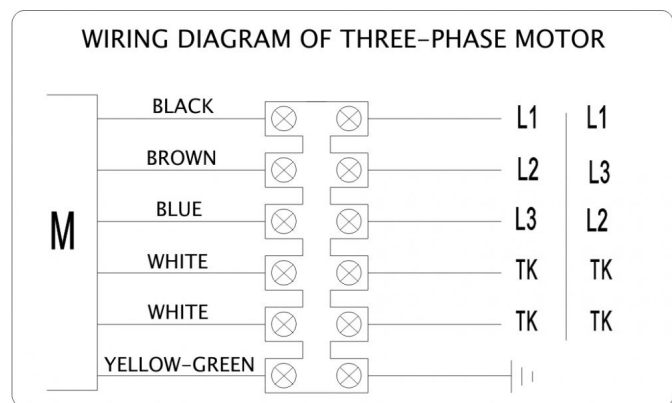 WIRING DIAGRAM OF THREE-PHASE MOTOR
BLACK L1 L1
BROWN L2 L3
BLUE L3 L2
M
WHITE TK TK
WHITE TK TK
YELLOW-GREEN